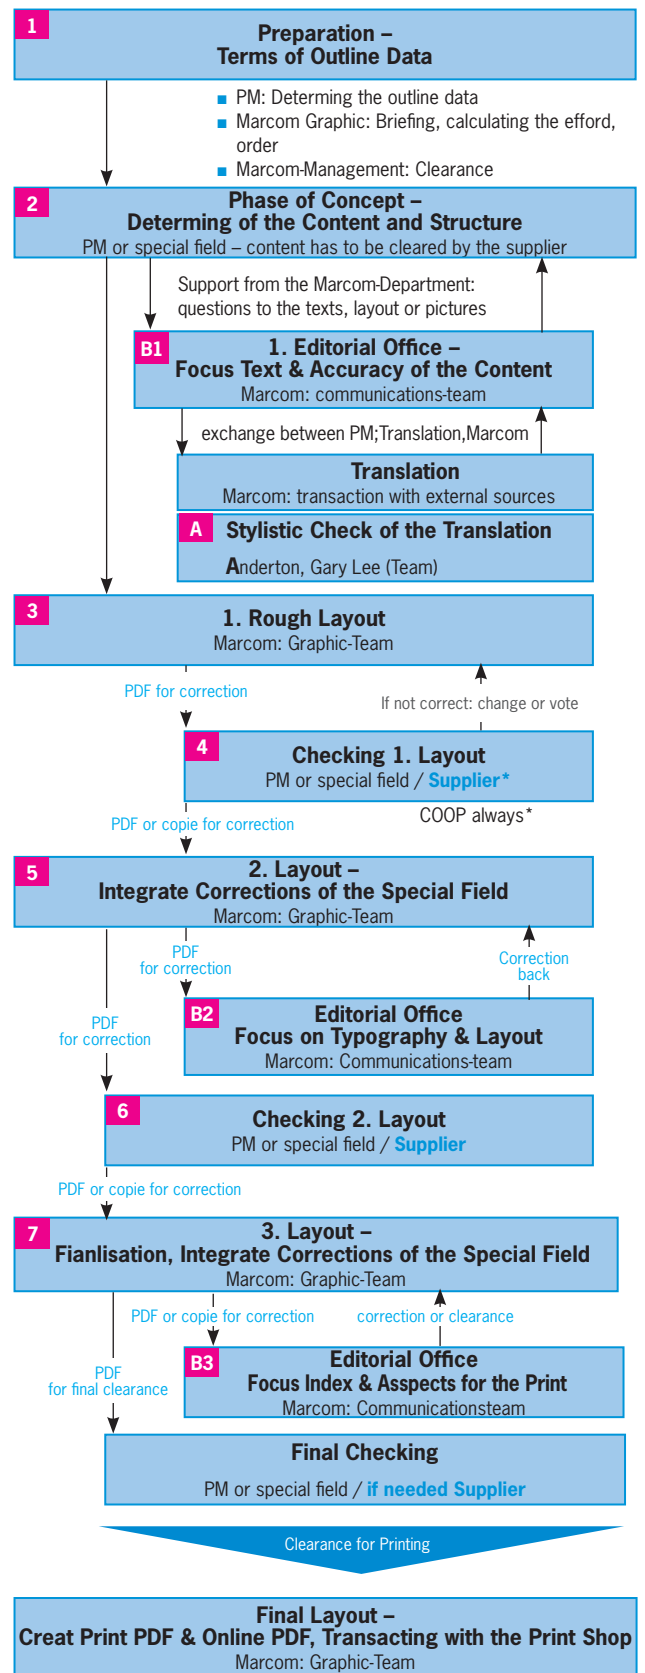 1
Preparation –
Terms of Outline Data
PM: Determing the outline data
Marcom Graphic: Briefing, calculating the efford,
order
Marcom-Management: Clearance
2
Phase of Concept –
Determing of the Content and Structure
PM or special field – content has to be cleared by the supplier
Support from the Marcom-Department:
questions to the texts, layout or pictures
B1
1. Editorial Office –
Focus Text & Accuracy of the Content
Marcom: communications-team
exchange between PM;Translation,Marcom
Translation
Marcom: transaction with external sources
A
Stylistic Check of the Translation
Anderton, Gary Lee (Team)
3
1. Rough Layout
Marcom: Graphic-Team
PDF for correction
If not correct: change or vote
4
Checking 1. Layout
PM or special field / Supplier*
COOP always*
PDF or copie for correction
5
2. Layout –
Integrate Corrections of the Special Field
Marcom: Graphic-Team
PDF
for correction
Correction
back
B2
Editorial Office
Focus on Typography & Layout
Marcom: Communications-team
PDF
for correction
6
Checking 2. Layout
PM or special field / Supplier
PDF or copie for correction
7
3. Layout –
Fianlisation, Integrate Corrections of the Special Field
Marcom: Graphic-Team
PDF or copie for correction
correction or clearance
B3
Editorial Office
Focus Index & Asspects for the Print
Marcom: Communicationsteam
PDF
for final clearance
Final Checking
PM or special field / if needed Supplier
Clearance for Printing
Final Layout –
Creat Print PDF & Online PDF, Transacting with the Print Shop
Marcom: Graphic-Team